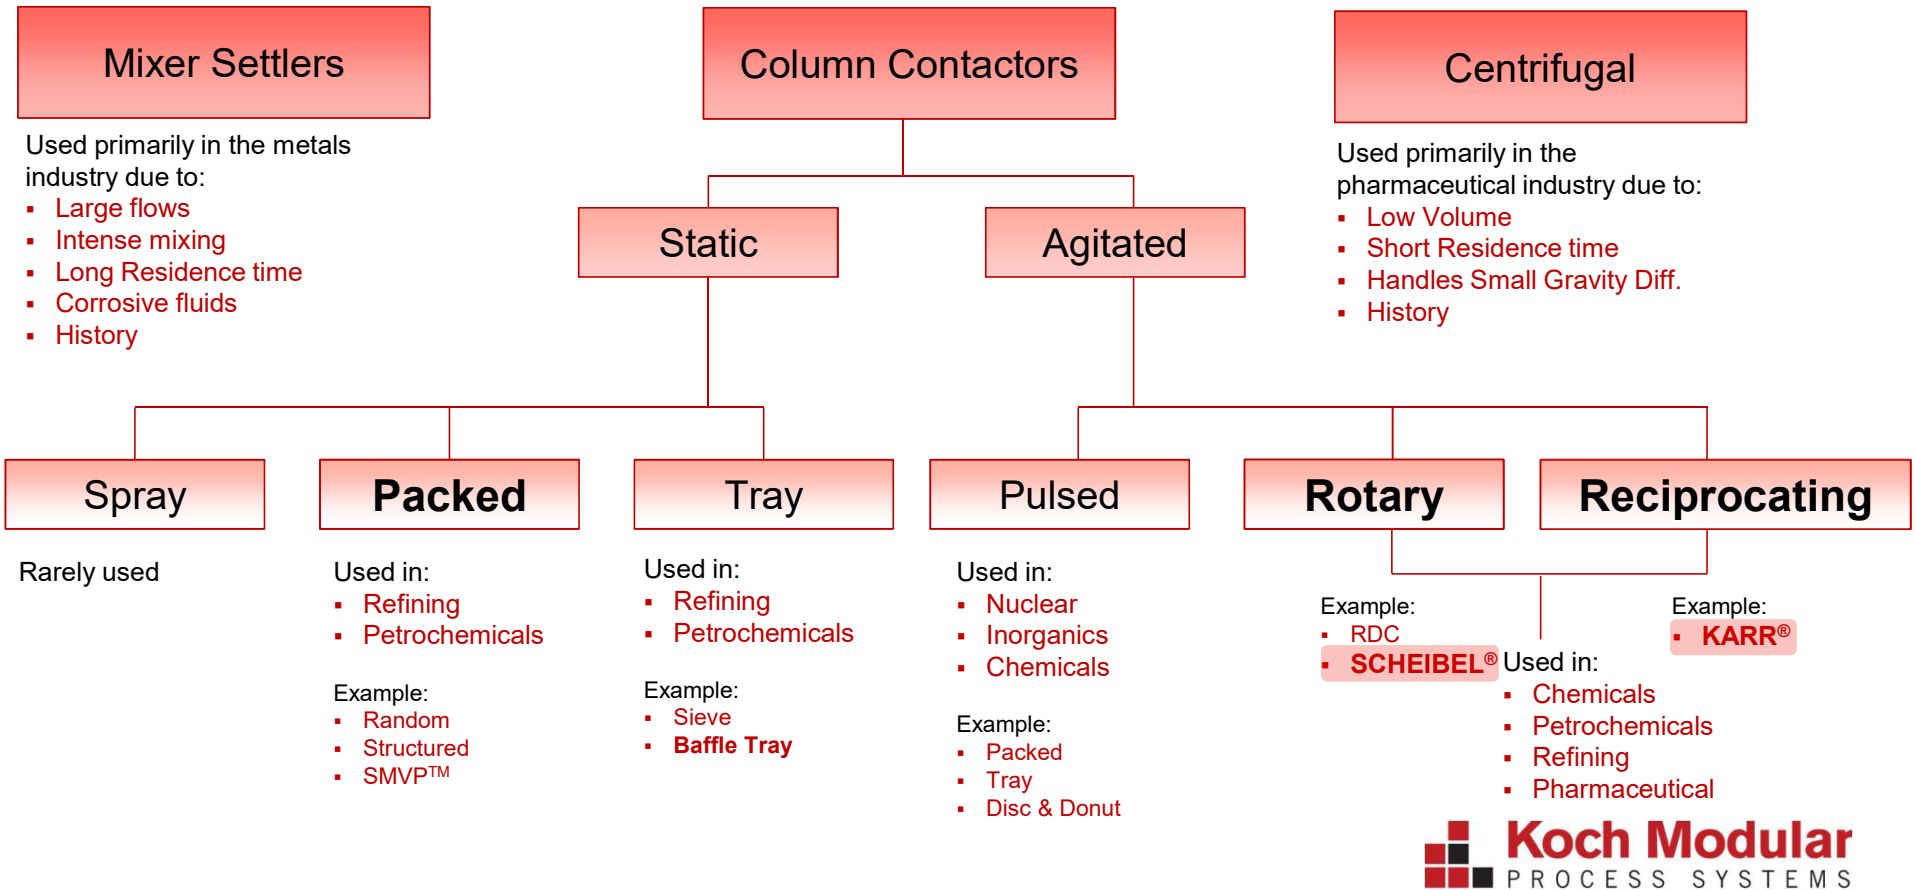 Mixer Settlers
Used primarily in the metals
industry due to:
▪ Large flows
▪ Intense mixing
▪ Long Residence time
▪ Corrosive fluids
▪ History
Column Contactors
Centrifugal
Used primarily in the
pharmaceutical industry due to:
▪ Low Volume
▪ Short Residence time
▪ Handles Small Gravity Diff.
▪ History
Static
Agitated
Spray
Rarely used
Packed
Used in:
▪ Refining
▪ Petrochemicals
Example:
▪ Random
▪ Structured
▪ SMVP™
Tray
Used in:
▪ Refining
▪ Petrochemicals
Example:
▪ Sieve
▪ Baffle Tray
Pulsed
Used in:
▪ Nuclear
▪ Inorganics
▪ Chemicals
Example:
▪ Packed
▪ Tray
▪ Disc & Donut
Rotary
Example:
▪ RDC
▪ SCHEIBEL®
Reciprocating
Example:
▪ KARR®
Used in:
▪ Chemicals
▪ Petrochemicals
▪ Refining
▪ Pharmaceutical
Koch Modular
PROCESS SYSTEMS